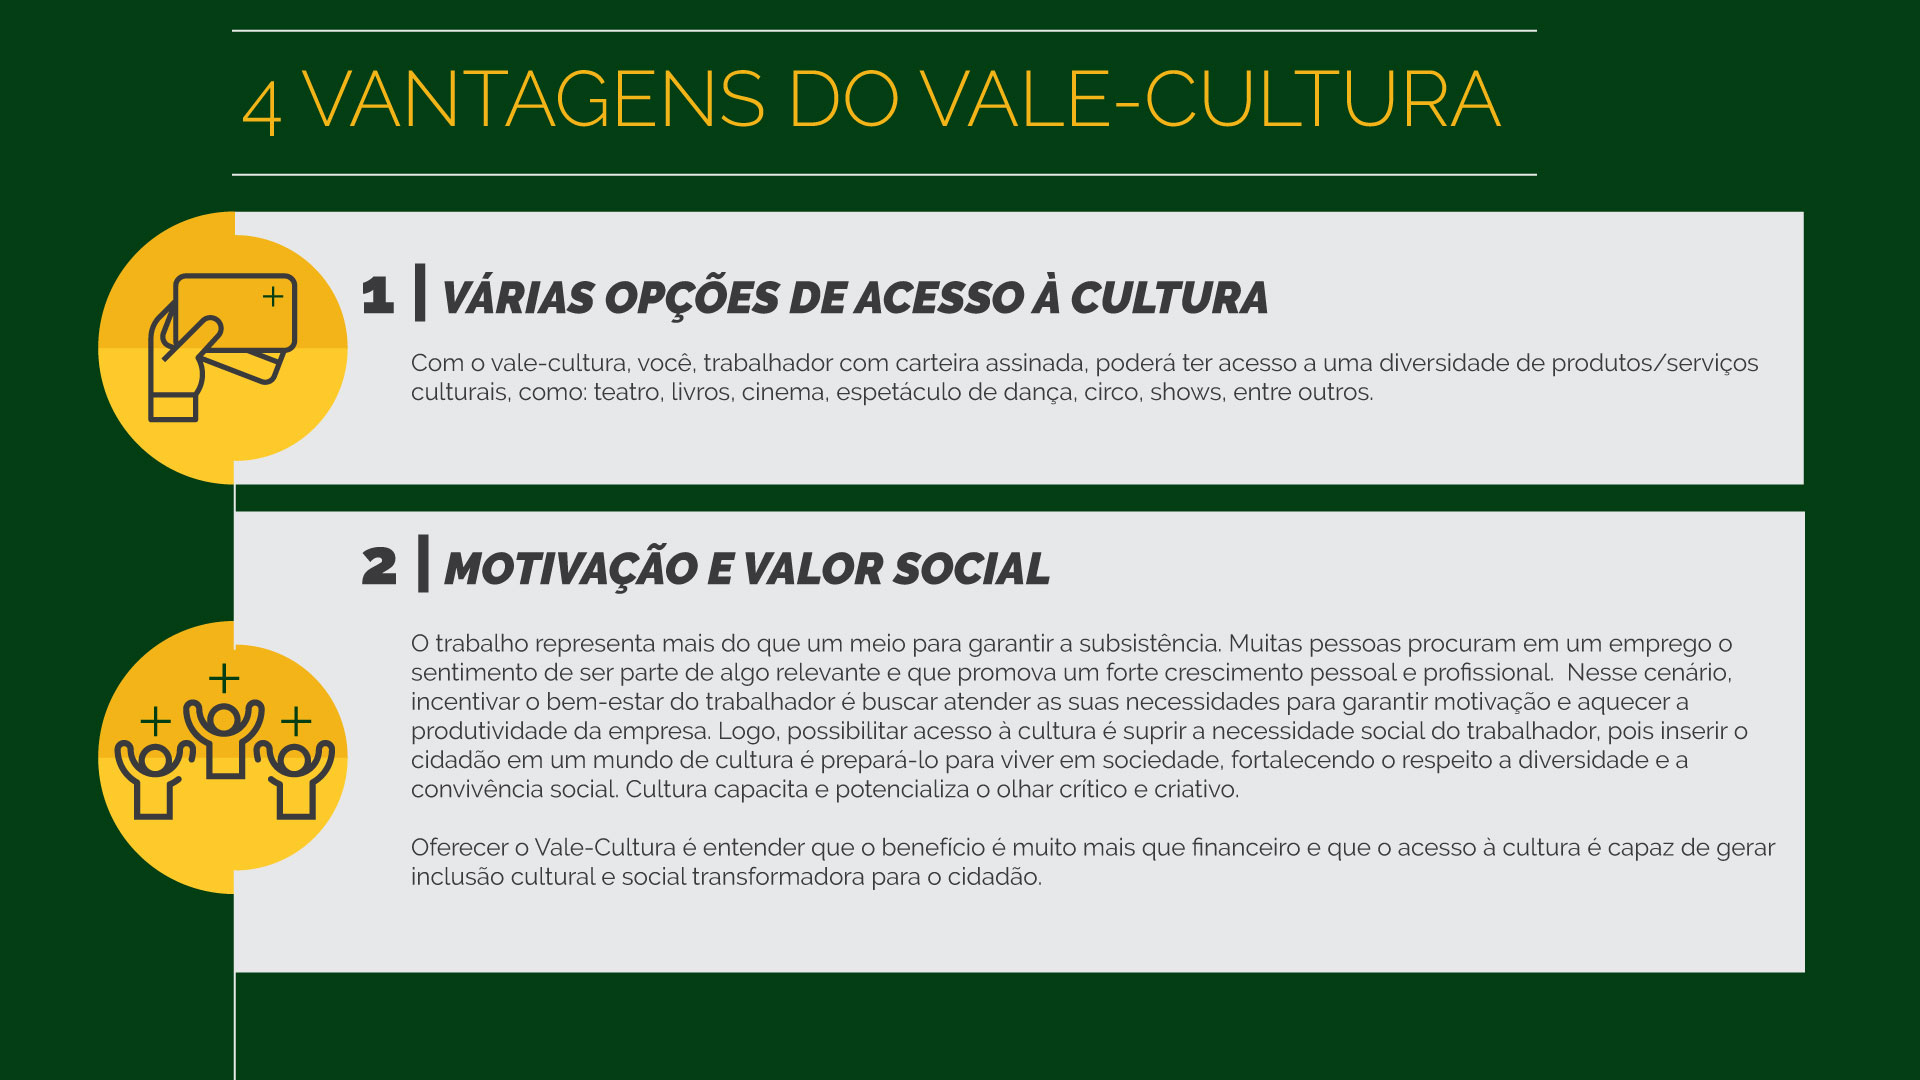 4 VANTAGENS DO VALE-CULTURA
1 | VÁRIAS OPÇÕES DE ACESSO À CULTURA
Com o vale-cultura, você, trabalhador com carteira assinada, poderá ter acesso a uma diversidade de produtos/serviços
culturais, como: teatro, livros, cinema, espetáculo de dança, circo, shows, entre outros.
2 | MOTIVAÇÃO E VALOR SOCIAL
O trabalho representa mais do que um meio para garantir a subsistência. Muitas pessoas procuram em um emprego o
sentimento de ser parte de algo relevante e que promova um forte crescimento pessoal e profissional.  Nesse cenário,
incentivar o bem-estar do trabalhador é buscar atender as suas necessidades para garantir motivação e aquecer a
produtividade da empresa. Logo, possibilitar acesso à cultura é suprir a necessidade social do trabalhador, pois inserir o
cidadão em um mundo de cultura é prepará-lo para viver em sociedade, fortalecendo o respeito a diversidade e a
convivência social. Cultura capacita e potencializa o olhar crítico e criativo.
Oferecer o Vale-Cultura é entender que o benefício é muito mais que financeiro e que o acesso à cultura é capaz de gerar
inclusão cultural e social transformadora para o cidadão.